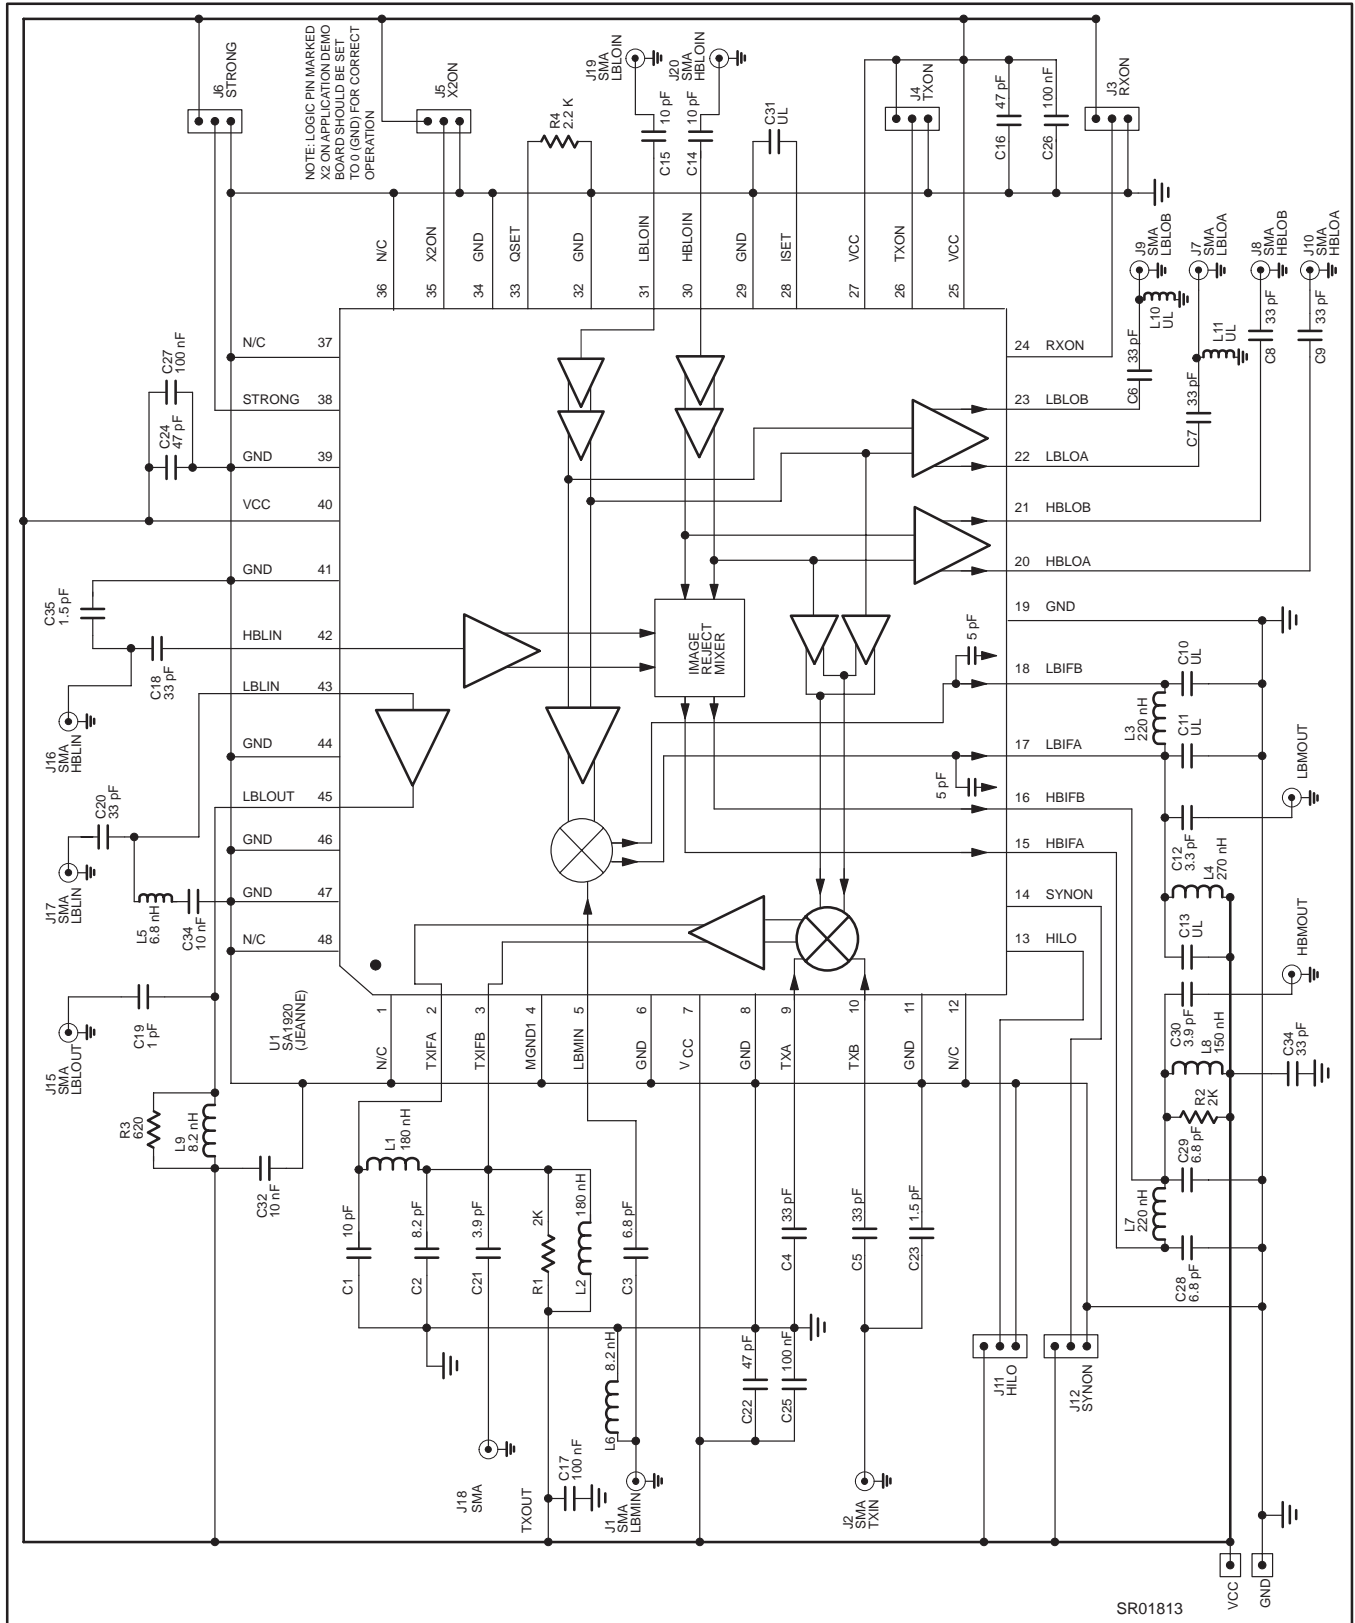 J6
STRONG
NOTE: LOGIC PIN MARKED
X2 ON APPLICATION DEMO
BOARD SHOULD BE SET
TO 0 (GND) FOR CORRECT
OPERATION
J5
X2ON
R4
2.2 K
J19
SMA
LBLOIN
10 pF
C15
J20
SMA
HBLOIN
10 pF
C14
C31
UL
J4
TXON
47 pF
C16
100 nF
C26
J3
RXON
N/C
36
X2ON
35
GND
34
QSET
33
GND
32
LBLOIN
31
HBLOIN
30
GND
29
ISET
28
VCC
27
TXON
26
VCC
25
J9
SMA
LBLOB
J7
SMA
LBLOA
J8
SMA
HBLOB
J10
SMA
HBLOA
L10
UL
L11
UL
33 pF
C6
33 pF
C7
33 pF
C8
33 pF
C9
C27
100 nF
C24
47 pF
N/C 37
STRONG 38
GND 39
VCC 40
GND 41
HBLIN 42
LBLIN 43
GND 44
LBLOUT 45
GND 46
GND 47
N/C 48
24 RXON
23 LBLOB
22 LBLOA
21 HBLOB
20 HBLOA
19 GND
18 LBIFB
17 LBIFA
16 HBIFB
15 HBIFA
14 SYNON
13 HILO
IMAGE
REJECT
MIXER
5 pF
5 pF
C35
1.5 pF
C18
33 pF
J16
SMA
HBLIN
C20
33 pF
J17
SMA
LBLIN
L5
6.8 nH
C34
10 nF
J15
SMA
LBLOUT
C19
1 pF
U1
SA1920
(JEANNE)
R3
620
L9
8.2 nH
C32
10 nF
L3
220 nH
C10
UL
C11
UL
LBMOUT
C12
3.3 pF
L4
270 nH
C13
UL
HBMOUT
C30
3.9 pF
L8
150 nH
C34
33 pF
R2
2K
C29
6.8 pF
L7
220 nH
C28
6.8 pF
1
N/C
2
TXIFA
3
TXIFB
4
MGND1
5
LBMIN
6
GND
7
V CC
8
GND
9
TXA
10
TXB
11
GND
12
N/C
L1
180 nH
10 pF
C1
8.2 pF
C2
3.9 pF
C21
2K
R1
180 nH
L2
6.8 pF
C3
33 pF
C4
33 pF
C5
1.5 pF
C23
8.2 nH
L6
47 pF
C22
100 nF
C25
J11
HILO
J12
SYNON
J18
SMA
TXOUT
C17
100 nF
J1
SMA
LBMIN
J2
SMA
TXIN
VCC
GND
SR01813